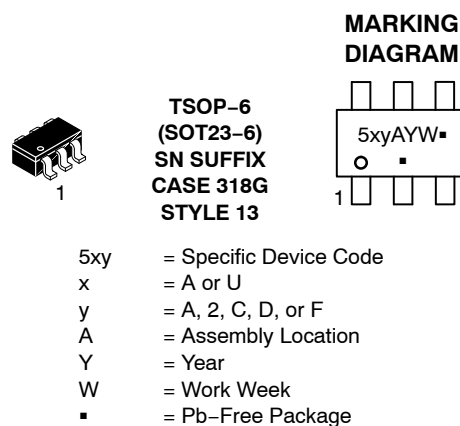 MARKING
DIAGRAM
TSOP−6
(SOT23−6)
SN SUFFIX
CASE 318G
STYLE 13
1
5xyAYW▪
▪
1
5xy = Specific Device Code
x = A or U
y = A, 2, C, D, or F
A = Assembly Location
Y = Year
W = Work Week
▪ = Pb−Free Package